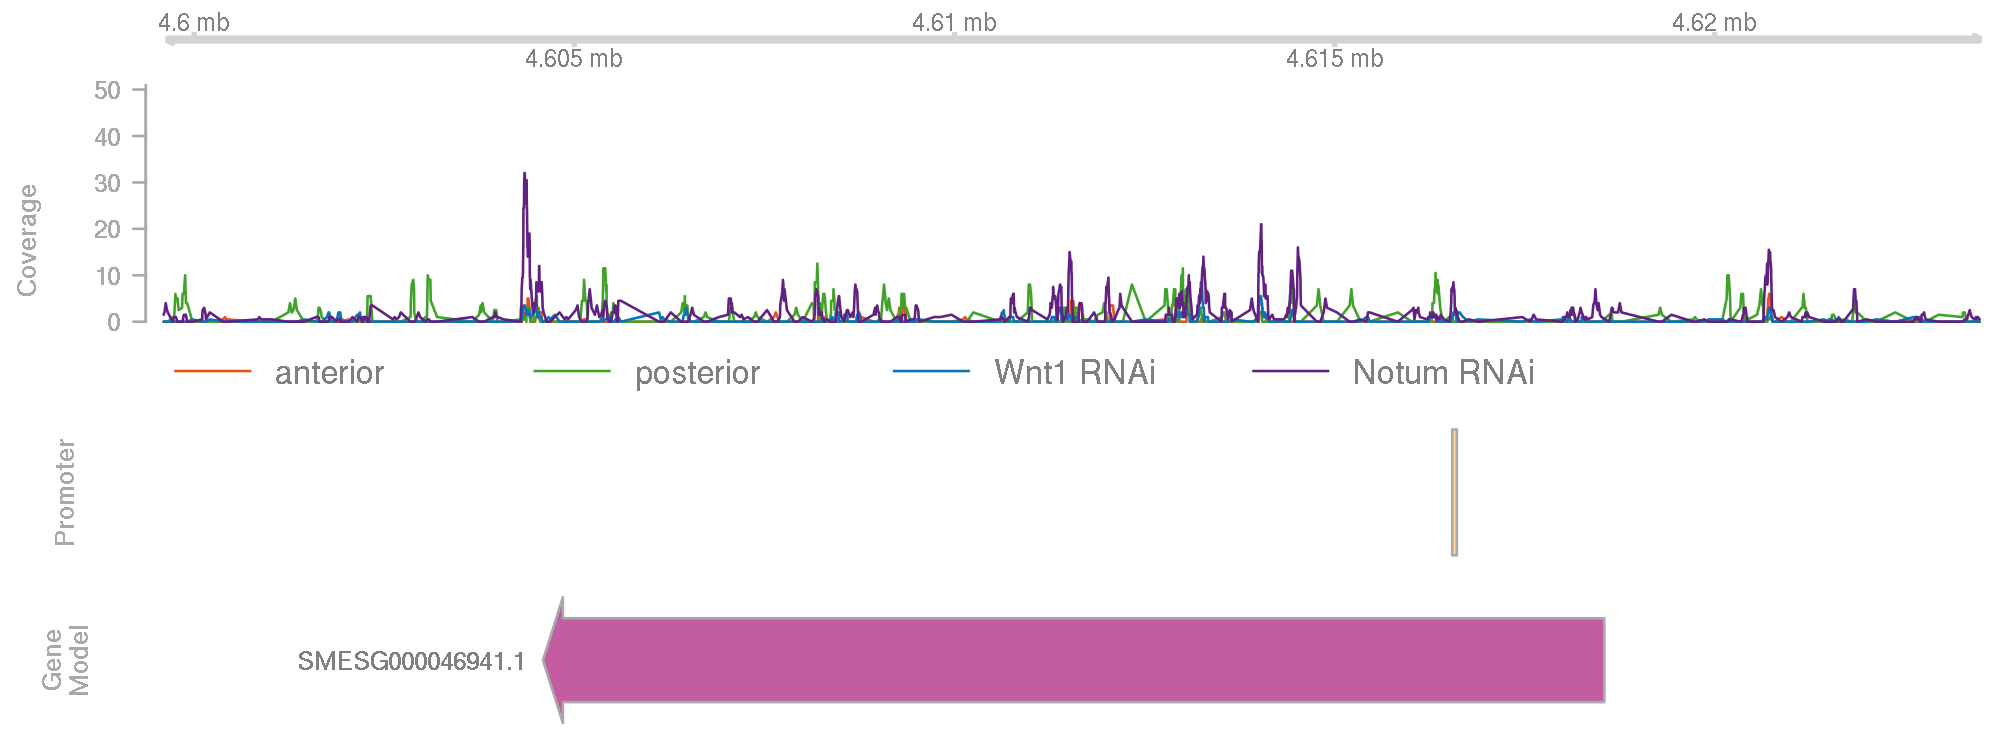 4.6 mb 4.61 mb 4.62 mb
4.605 mb 4.615 mb
Coverage
50
40
30
20
10
0
anterior posterior Wnt1 RNAi Notum RNAi
Promoter
Gene
Model
SMESG000046941.1